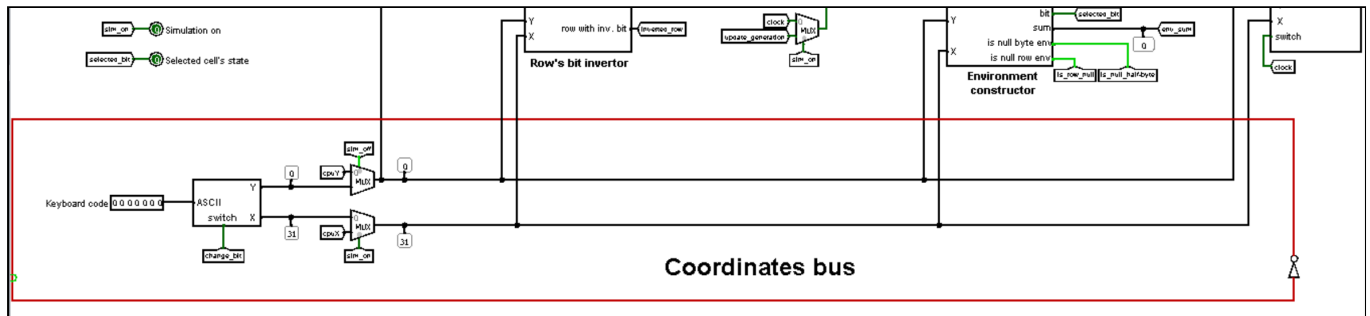 sim_on
Simulation on
selected_bit
Selected cell's state
Y
X
row with inv. bit
inverted_row
Row's bit invertor
clock
update_generation
MUX
sim_on
Y
X
bit
sum
is null byte env
is null row env
selected_bit
env_sum
0
is_row_null
is_null_half-byte
Environment
constructor
X
switch
clock
sim_off
cpuY
0
MUX
0
0
Keyboard code
0 0 0 0 0 0 0
ASCII
switch
Y
X
31
cpuX
0
MUX
31
change_bit
sim_on
Coordinates bus